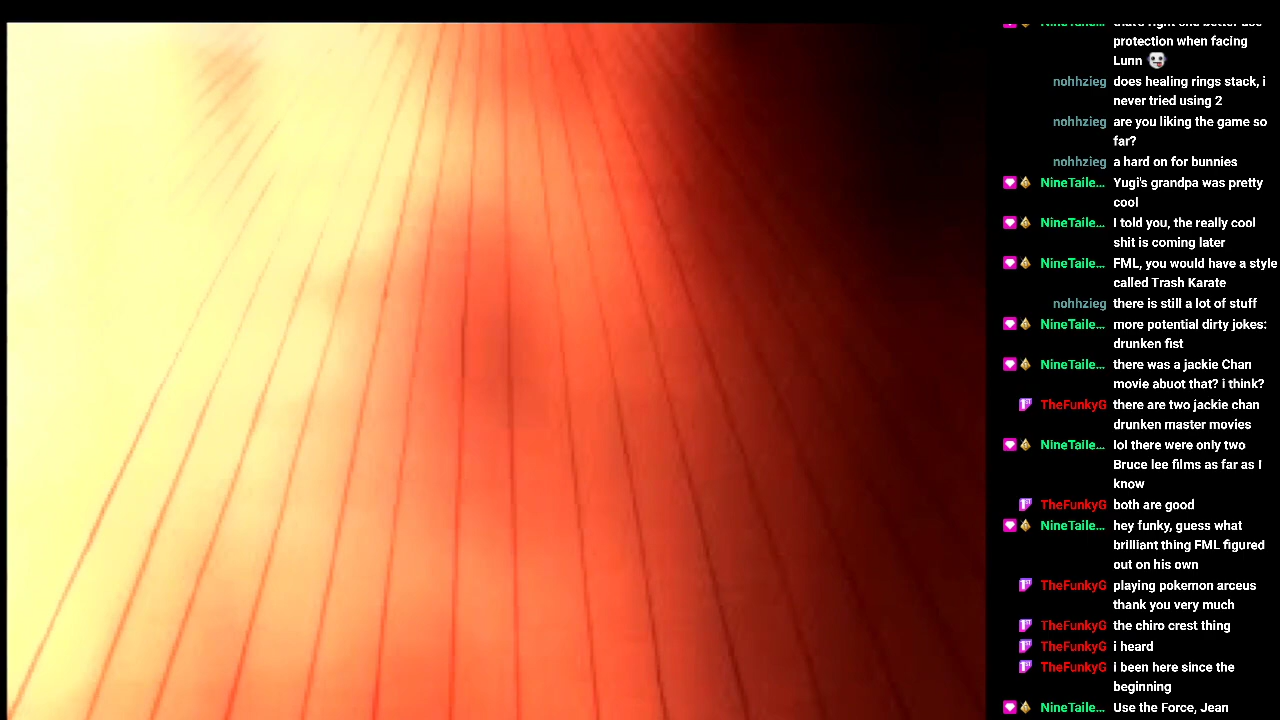 protection when facing
Lunn
nohhzieg does healing rings stack, i
never tried using 2
nohhzieg are you liking the game so
far?
nohhzieg a hard on for bunnies
NineTaile... Yugi's grandpa was pretty
cool
NineTaile... I told you, the really cool
shit is coming later
NineTaile... FML, you would have a style
called Trash Karate
nohhzieg there is still a lot of stuff
NineTaile... more potential dirty jokes:
drunken fist
NineTaile... there was a jackie Chan
movie abuot that? i think?
TheFunkyG there are two jackie chan
drunken master movies
NineTaile... lol there were only two
Bruce lee films as far as I
know
TheFunkyG both are good
NineTaile... hey funky, guess what
brilliant thing FML figured
out on his own
TheFunkyG playing pokemon arceus
thank you very much
TheFunkyG the chiro crest thing
TheFunkyG i heard
TheFunkyG i been here since the
beginning
NineTaile... Use the Force, Jean